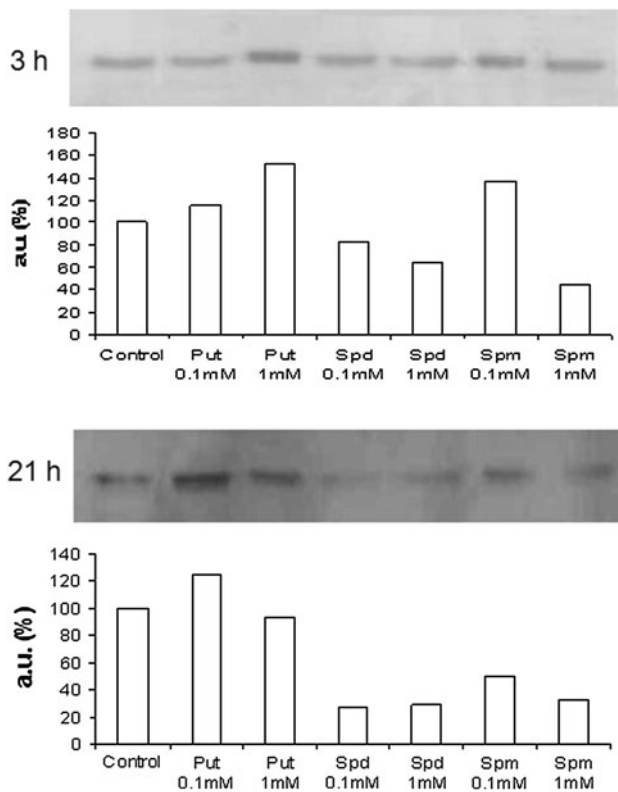 3 h
180
160
140
120
100
80
60
40
20
0
au (%)
Control Put Put Spd Spd Spm Spm
0.1mM 1mM 0.1mM 1mM 0.1mM 1mM
21 h
140
120
100
80
60
40
20
0
a.u. (%)
Control Put Put Spd Spd Spm Spm
0.1mM 1mM 0.1mM 1mM 0.1mM 1mM